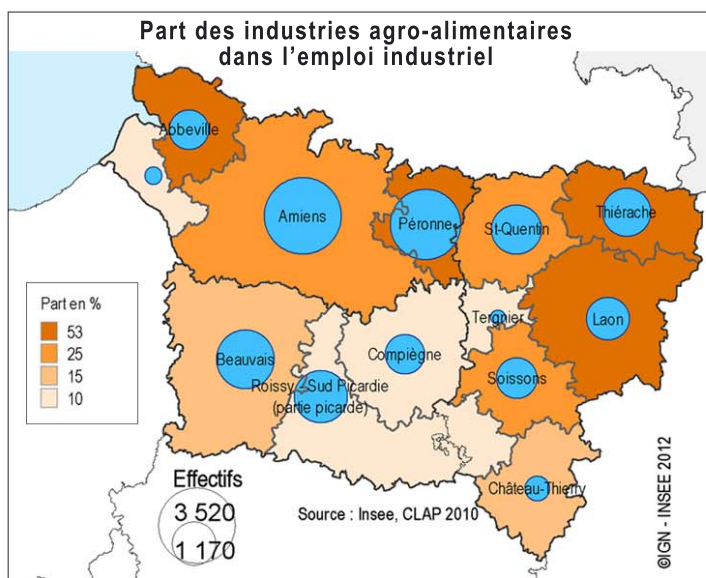 Part des industries agro-alimentaires
dans l'emploi industriel
Abbeville
Amiens
Péronne
St-Quentin
Thiérache
Tergnier
Laon
Beauvais
Compiègne
Soissons
Roissy - Sud Picardie
(partie picarde)
Château-Thierry
Part en %
53
25
15
10
Effectifs
3 520
1 170
Source : Insee, CLAP 2010
©IGN - INSEE 2012